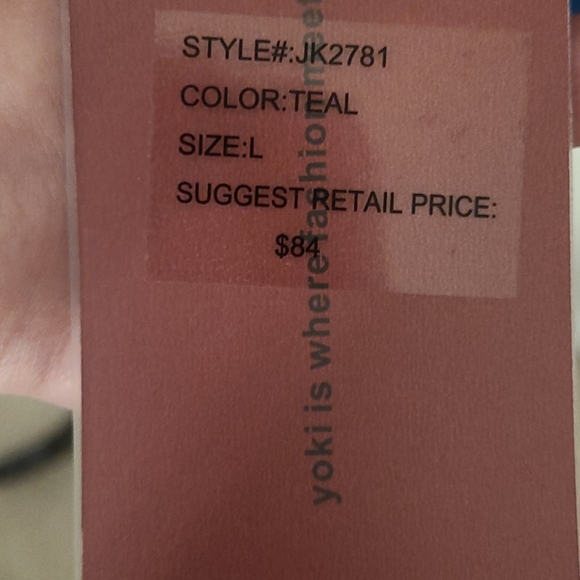 STYLE#:JK2781
COLOR:TEAL
SIZE:L
SUGGEST RETAIL PRICE:
$84
yoki is where fashion meet